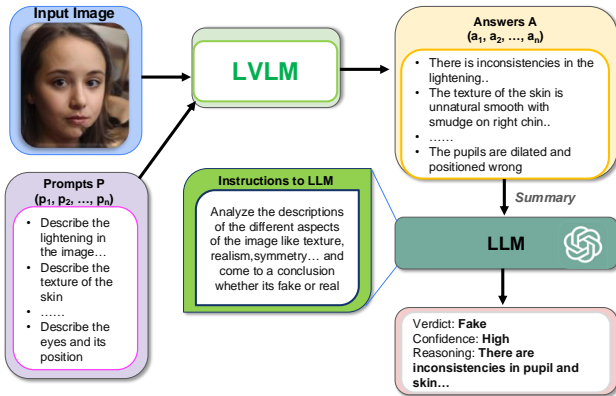 Input Image
LVLM
Answers A
(a1, a2, …, an)
• There is inconsistencies in the
lightening..
• The texture of the skin is
unnatural smooth with
smudge on right chin..
• ……
• The pupils are dilated and
positioned wrong
Prompts P
(p1, p2, …, pn)
• Describe the
lightening in
the image…
• Describe the
texture of the
skin
• ……
• Describe the
eyes and its
position
Instructions to LLM
Analyze the descriptions
of the different aspects
of the image like texture,
realism,symmetry… and
come to a conclusion
whether its fake or real
Summary
LLM
Verdict: Fake
Confidence: High
Reasoning: There are
inconsistencies in pupil and
skin…